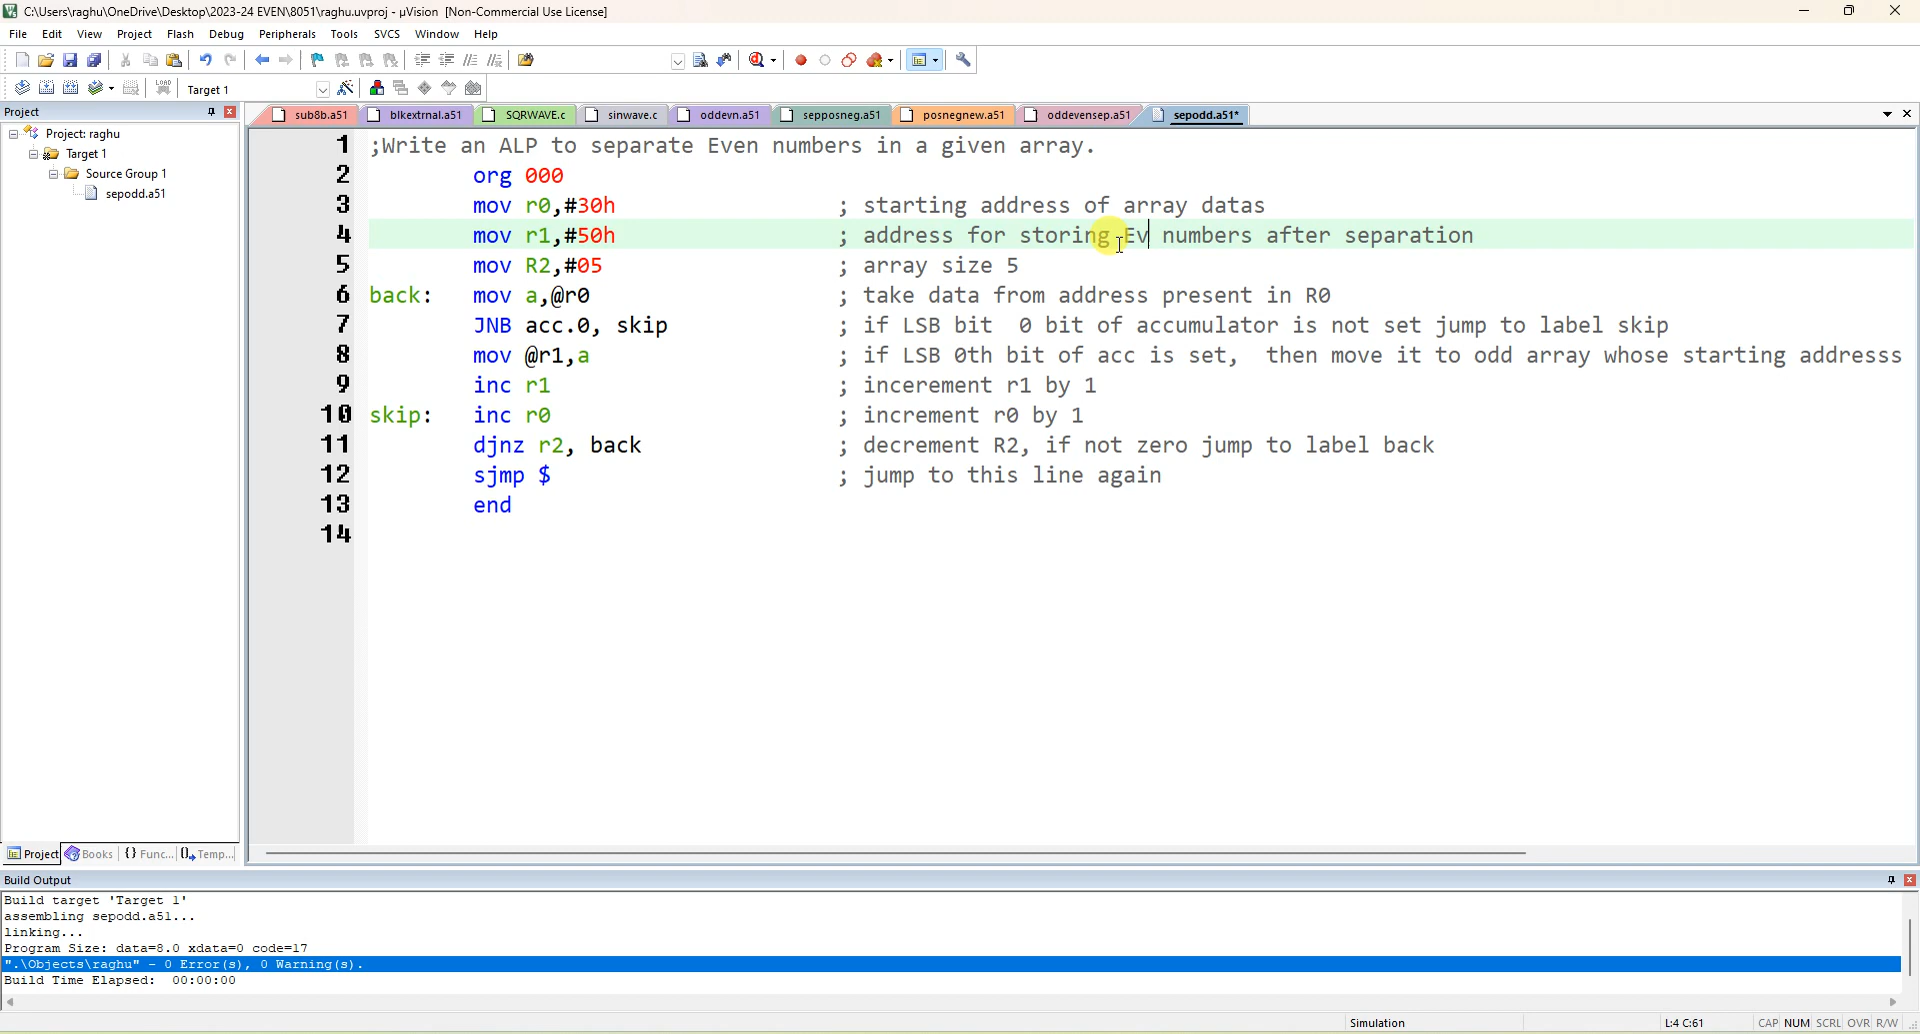 C:\Users\raghu\OneDrive\Desktop\2023-24 EVEN\8051\raghu.uvproj - µVision [Non-Commercial Use License]
File Edit View Project Flash Debug Peripherals Tools SVCS Window Help
LOAD Target 1
Project
sub8b.a51 blkextrnal.a51 SQRWAVE.c sinwave.c oddevn.a51 sepposneg.a51 posnegnew.a51 oddevensep.a51 sepodd.a51*
Project: raghu
Target 1
Source Group 1
sepodd.a51
1 ;Write an ALP to separate Even numbers in a given array.
2 org 000
3 mov r0,#30h ; starting address of array datas
4 mov r1,#50h ; address for storing Ev numbers after separation
5 mov R2,#05 ; array size 5
6 back: mov a,@r0 ; take data from address present in R0
7 JNB acc.0, skip ; if LSB bit 0 bit of accumulator is not set jump to label skip
8 mov @r1,a ; if LSB 0th bit of acc is set, then move it to odd array whose starting addresss
9 inc r1 ; incerement r1 by 1
10 skip: inc r0 ; increment r0 by 1
11 djnz r2, back ; decrement R2, if not zero jump to label back
12 sjmp $ ; jump to this line again
13 end
14
Project Books {} Func... Temp...
Build Output
Build target 'Target 1'
assembling sepodd.a51...
linking...
Program Size: data=8.0 xdata=0 code=17
".\Objects\raghu" - 0 Error(s), 0 Warning(s).
Build Time Elapsed: 00:00:00
Simulation L:4 C:61 CAP NUM SCRL OVR R/W